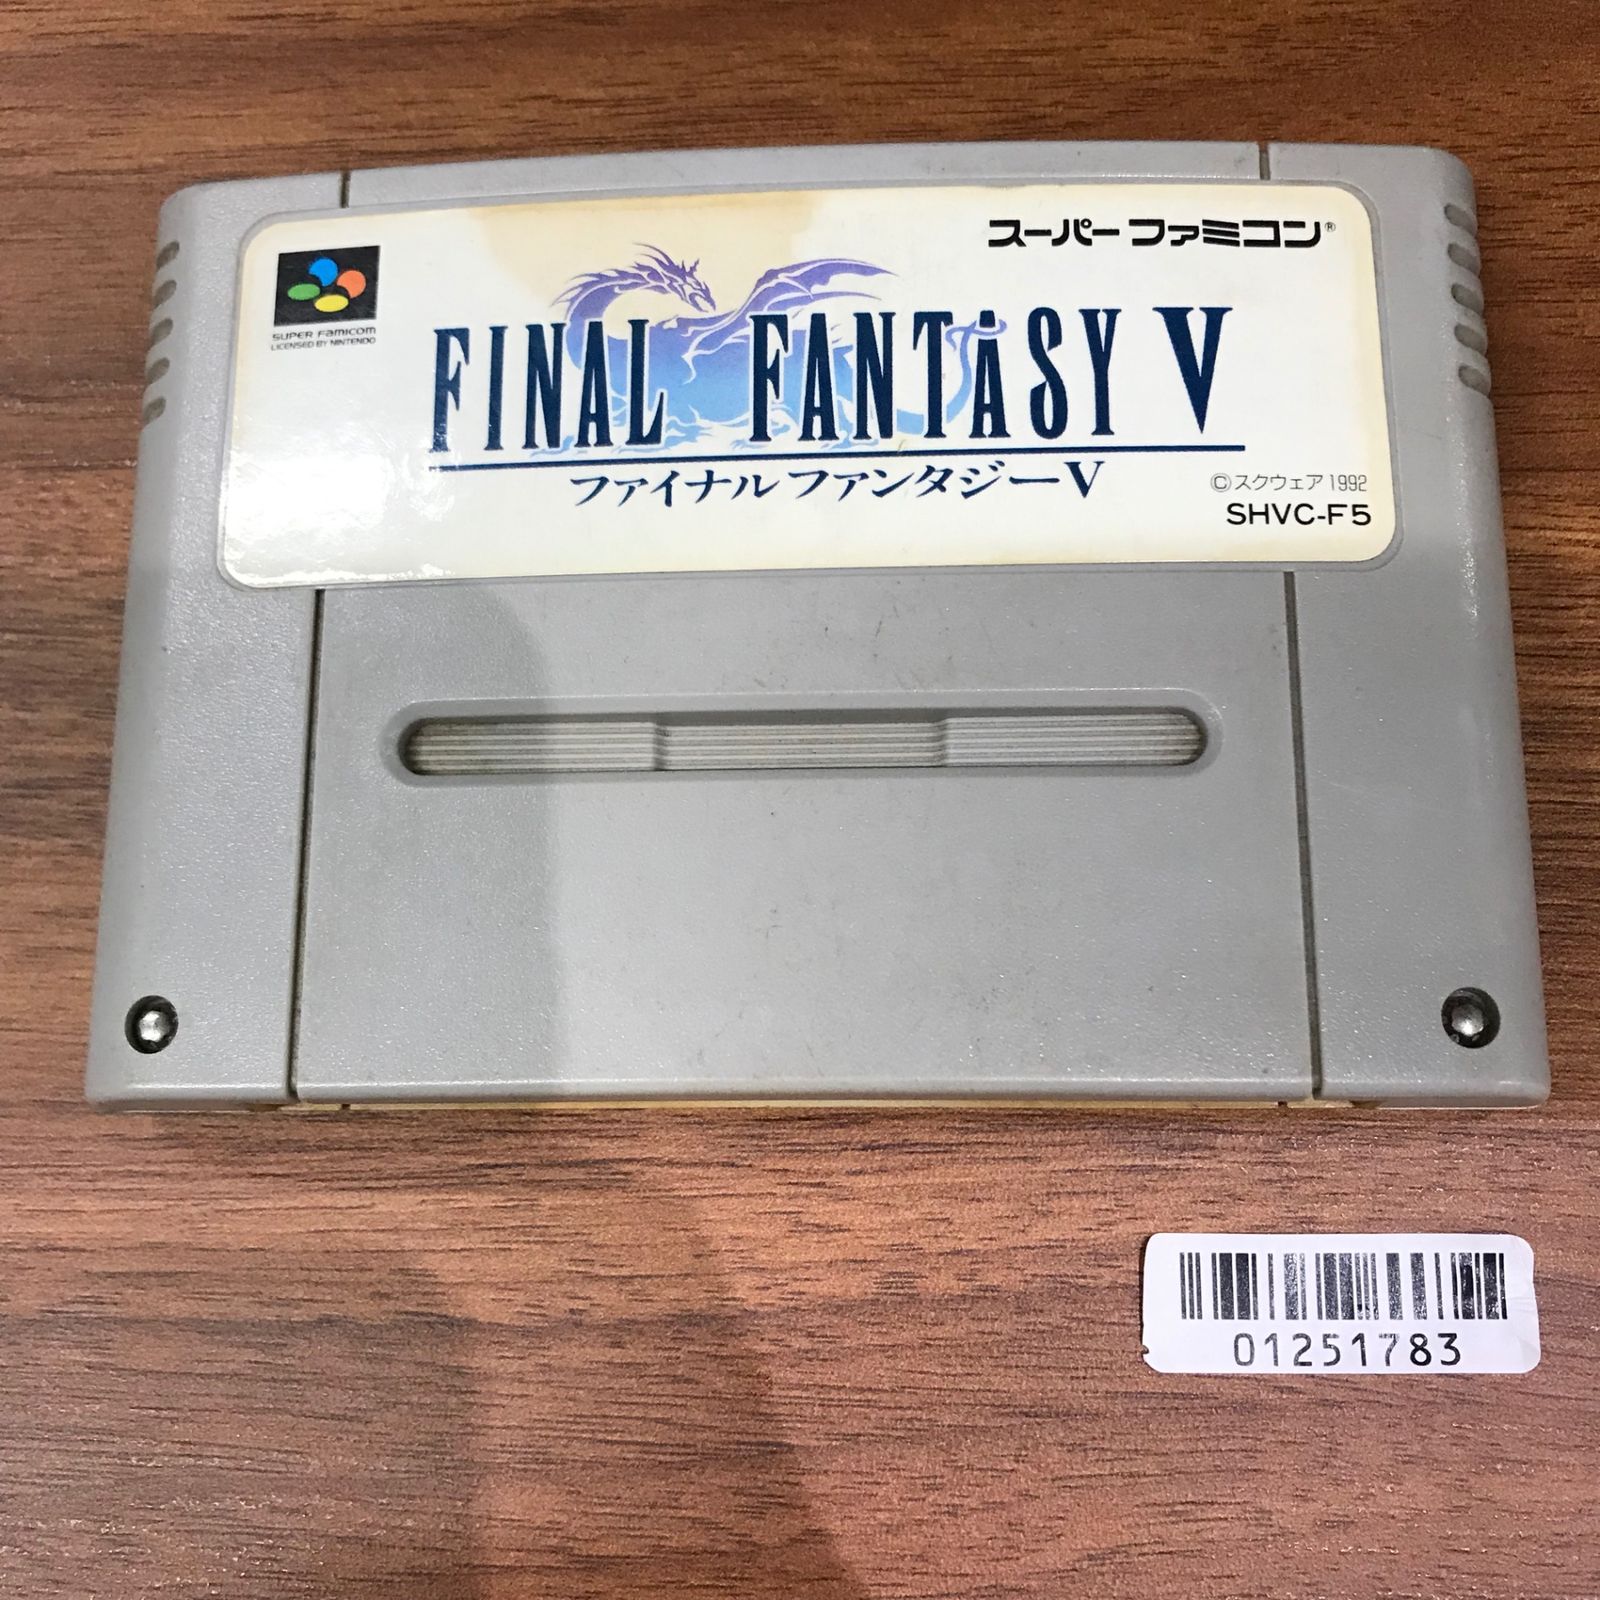 スーパーファミコン®
SUPER FAMICOM
LICENSED BY NINTENDO
FINAL FANTASY V
ファイナルファンタジーV
©スクウェア 1992
SHVC-F5
01251783